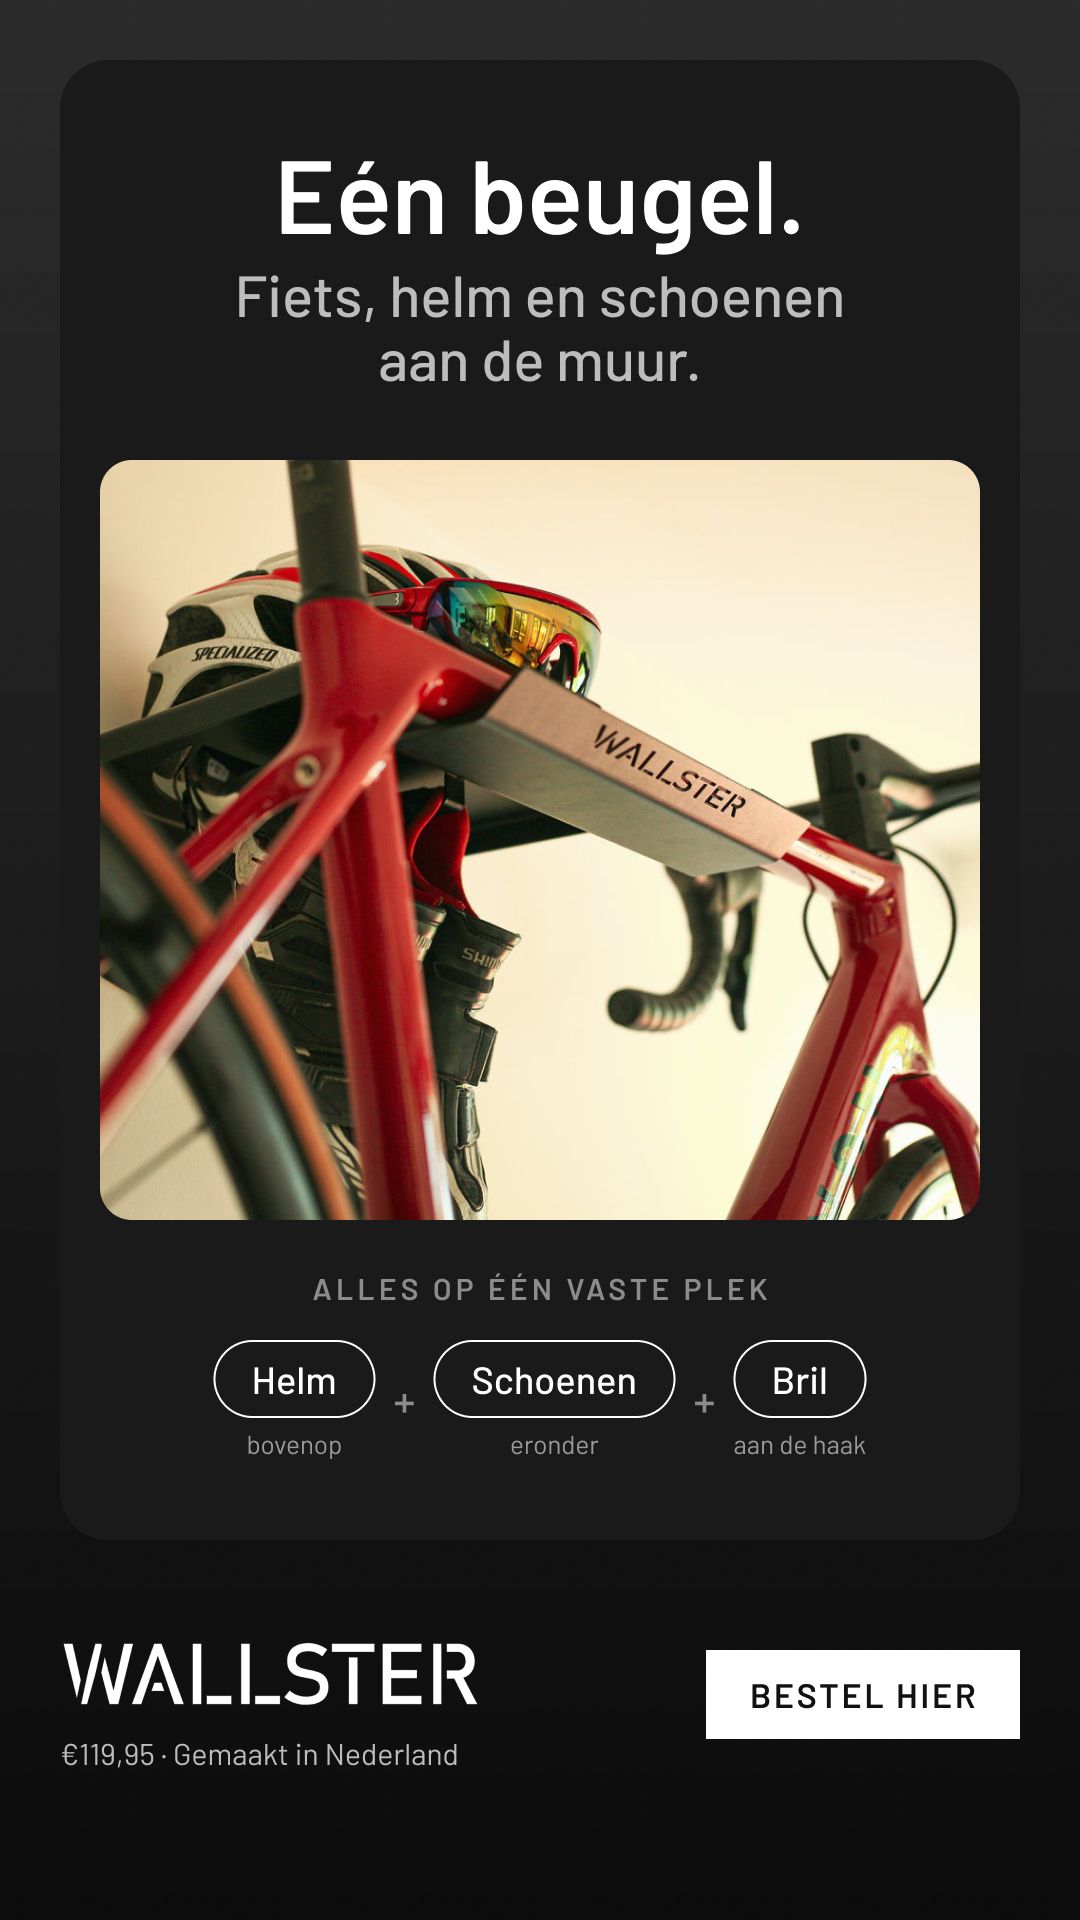 Eén beugel.
Fiets, helm en schoenen
aan de muur.
SPECIALIZED
WALLSTER
ALLES OP ÉÉN VASTE PLEK
Helm + Schoenen + Bril
bovenop eronder aan de haak
WALLSTER
BESTEL HIER
€119,95 · Gemaakt in Nederland